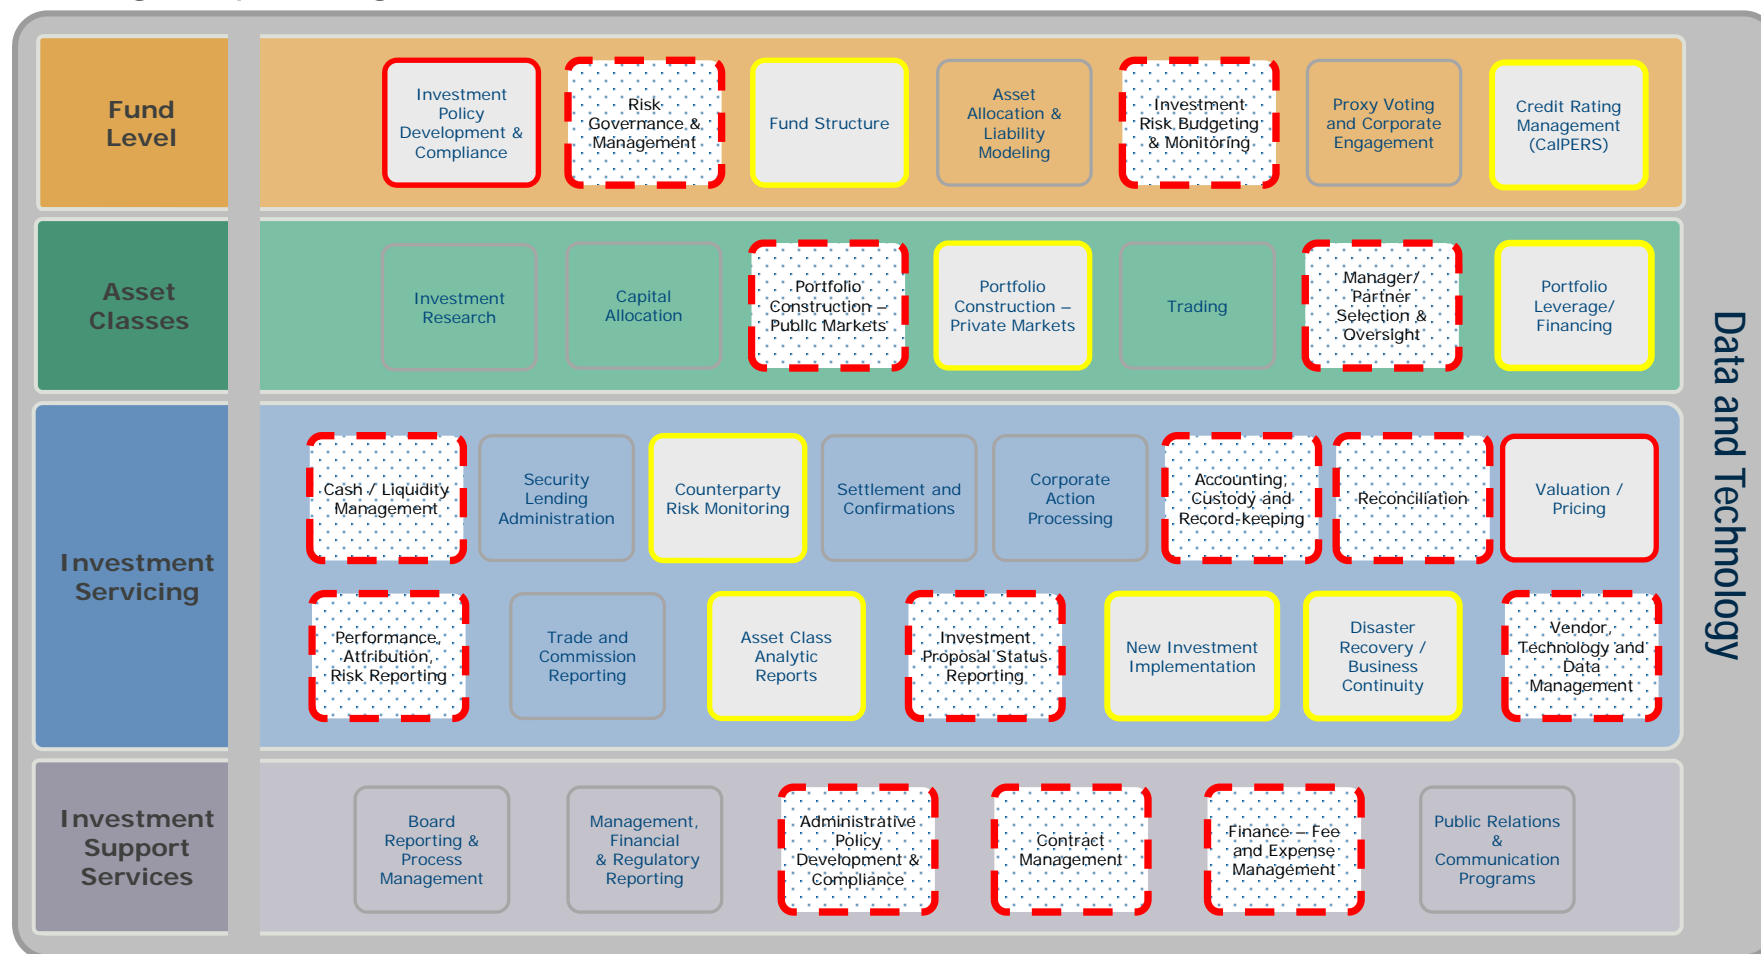 Fund
Level
Investment
Policy
Development &
Compliance
Risk
Governance &
Management
Fund Structure
Asset
Allocation &
Liability
Modeling
Investment
Risk Budgeting
& Monitoring
Proxy Voting
and Corporate
Engagement
Credit Rating
Management
(CalPERS)
Asset
Classes
Investment
Research
Capital
Allocation
Portfolio
Construction –
Public Markets
Portfolio
Construction –
Private Markets
Trading
Manager/
Partner
Selection &
Oversight
Portfolio
Leverage/
Financing
Investment
Servicing
Cash / Liquidity
Management
Security
Lending
Administration
Counterparty
Risk Monitoring
Settlement and
Confirmations
Corporate
Action
Processing
Accounting,
Custody and
Record-keeping
Reconciliation
Valuation /
Pricing
Performance,
Attribution,
Risk Reporting
Trade and
Commission
Reporting
Asset Class
Analytic
Reports
Investment
Proposal Status
Reporting
New Investment
Implementation
Disaster
Recovery /
Business
Continuity
Vendor,
Technology and
Data
Management
Investment
Support
Services
Board
Reporting &
Process
Management
Management,
Financial
& Regulatory
Reporting
Administrative
Policy
Development &
Compliance
Contract
Management
Finance – Fee
and Expense
Management
Public Relations
&
Communication
Programs
Data and Technology